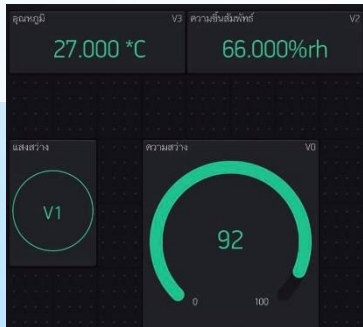 อุณหภูมิ V3
27.000 *C
ความชื้นสัมพัทธ์ V2
66.000%rh
แสงสว่าง
V1
ความสว่าง V0
92
0 100